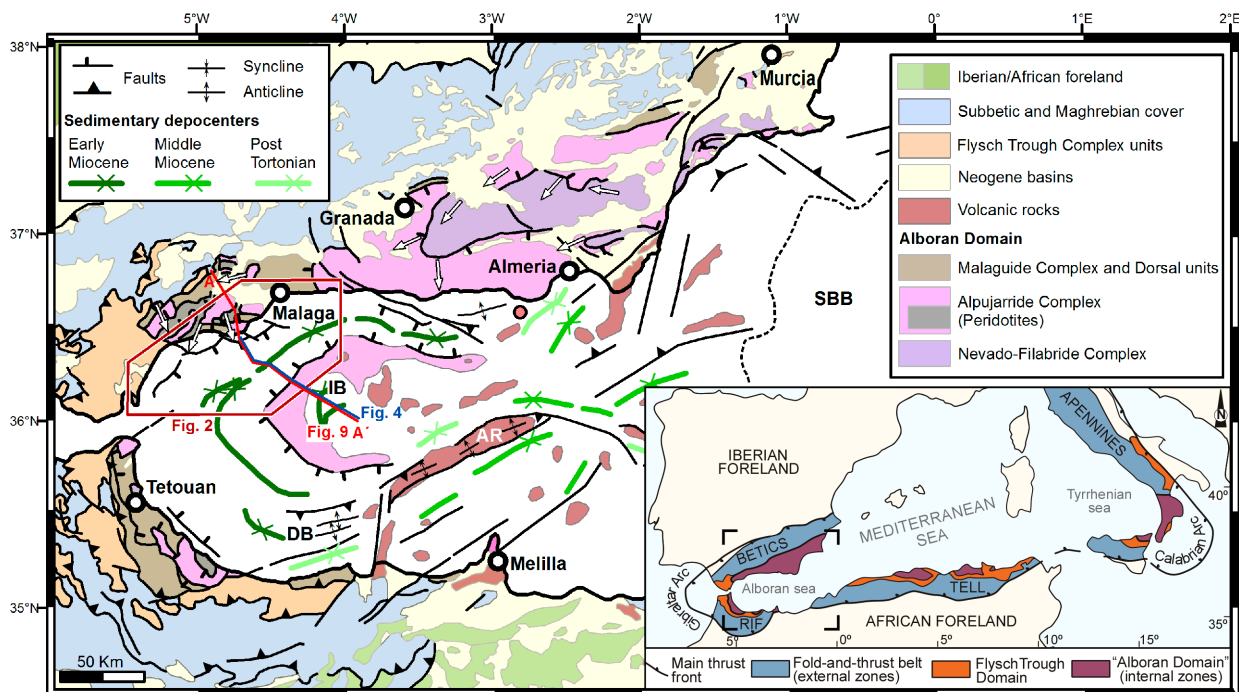 5°W 4°W 3°W 2°W 1°W 0° 1°E 2°E
38°N
37°N
36°N
35°N
Faults
Syncline
Anticline
Sedimentary depocenters
Early
Miocene
Middle
Miocene
Post
Tortonian
Iberian/African foreland
Subbetic and Maghrebian cover
Flysch Trough Complex units
Neogene basins
Volcanic rocks
Alboran Domain
Malaguide Complex and Dorsal units
Alpujarride Complex
(Peridotites)
Nevado-Filabride Complex
Murcia
Granada
Almeria
Malaga
SBB
A
IB
Fig. 4
Fig. 2
Fig. 9 A´
AR
Tetouan
DB
Melilla
50 Km
N
IBERIAN
FORELAND
APENNINES
Tyrrhenian
sea
40°
MEDITERRANEAN
SEA
BETICS
Calabrian Arc
Gibraltar Arc
Alboran sea
TELL
RIF
AFRICAN FORELAND
35°
5° 0° 5° 10° 15°
Main thrust
front
Fold-and-thrust belt
(external zones)
Flysch Trough
Domain
"Alboran Domain"
(internal zones)